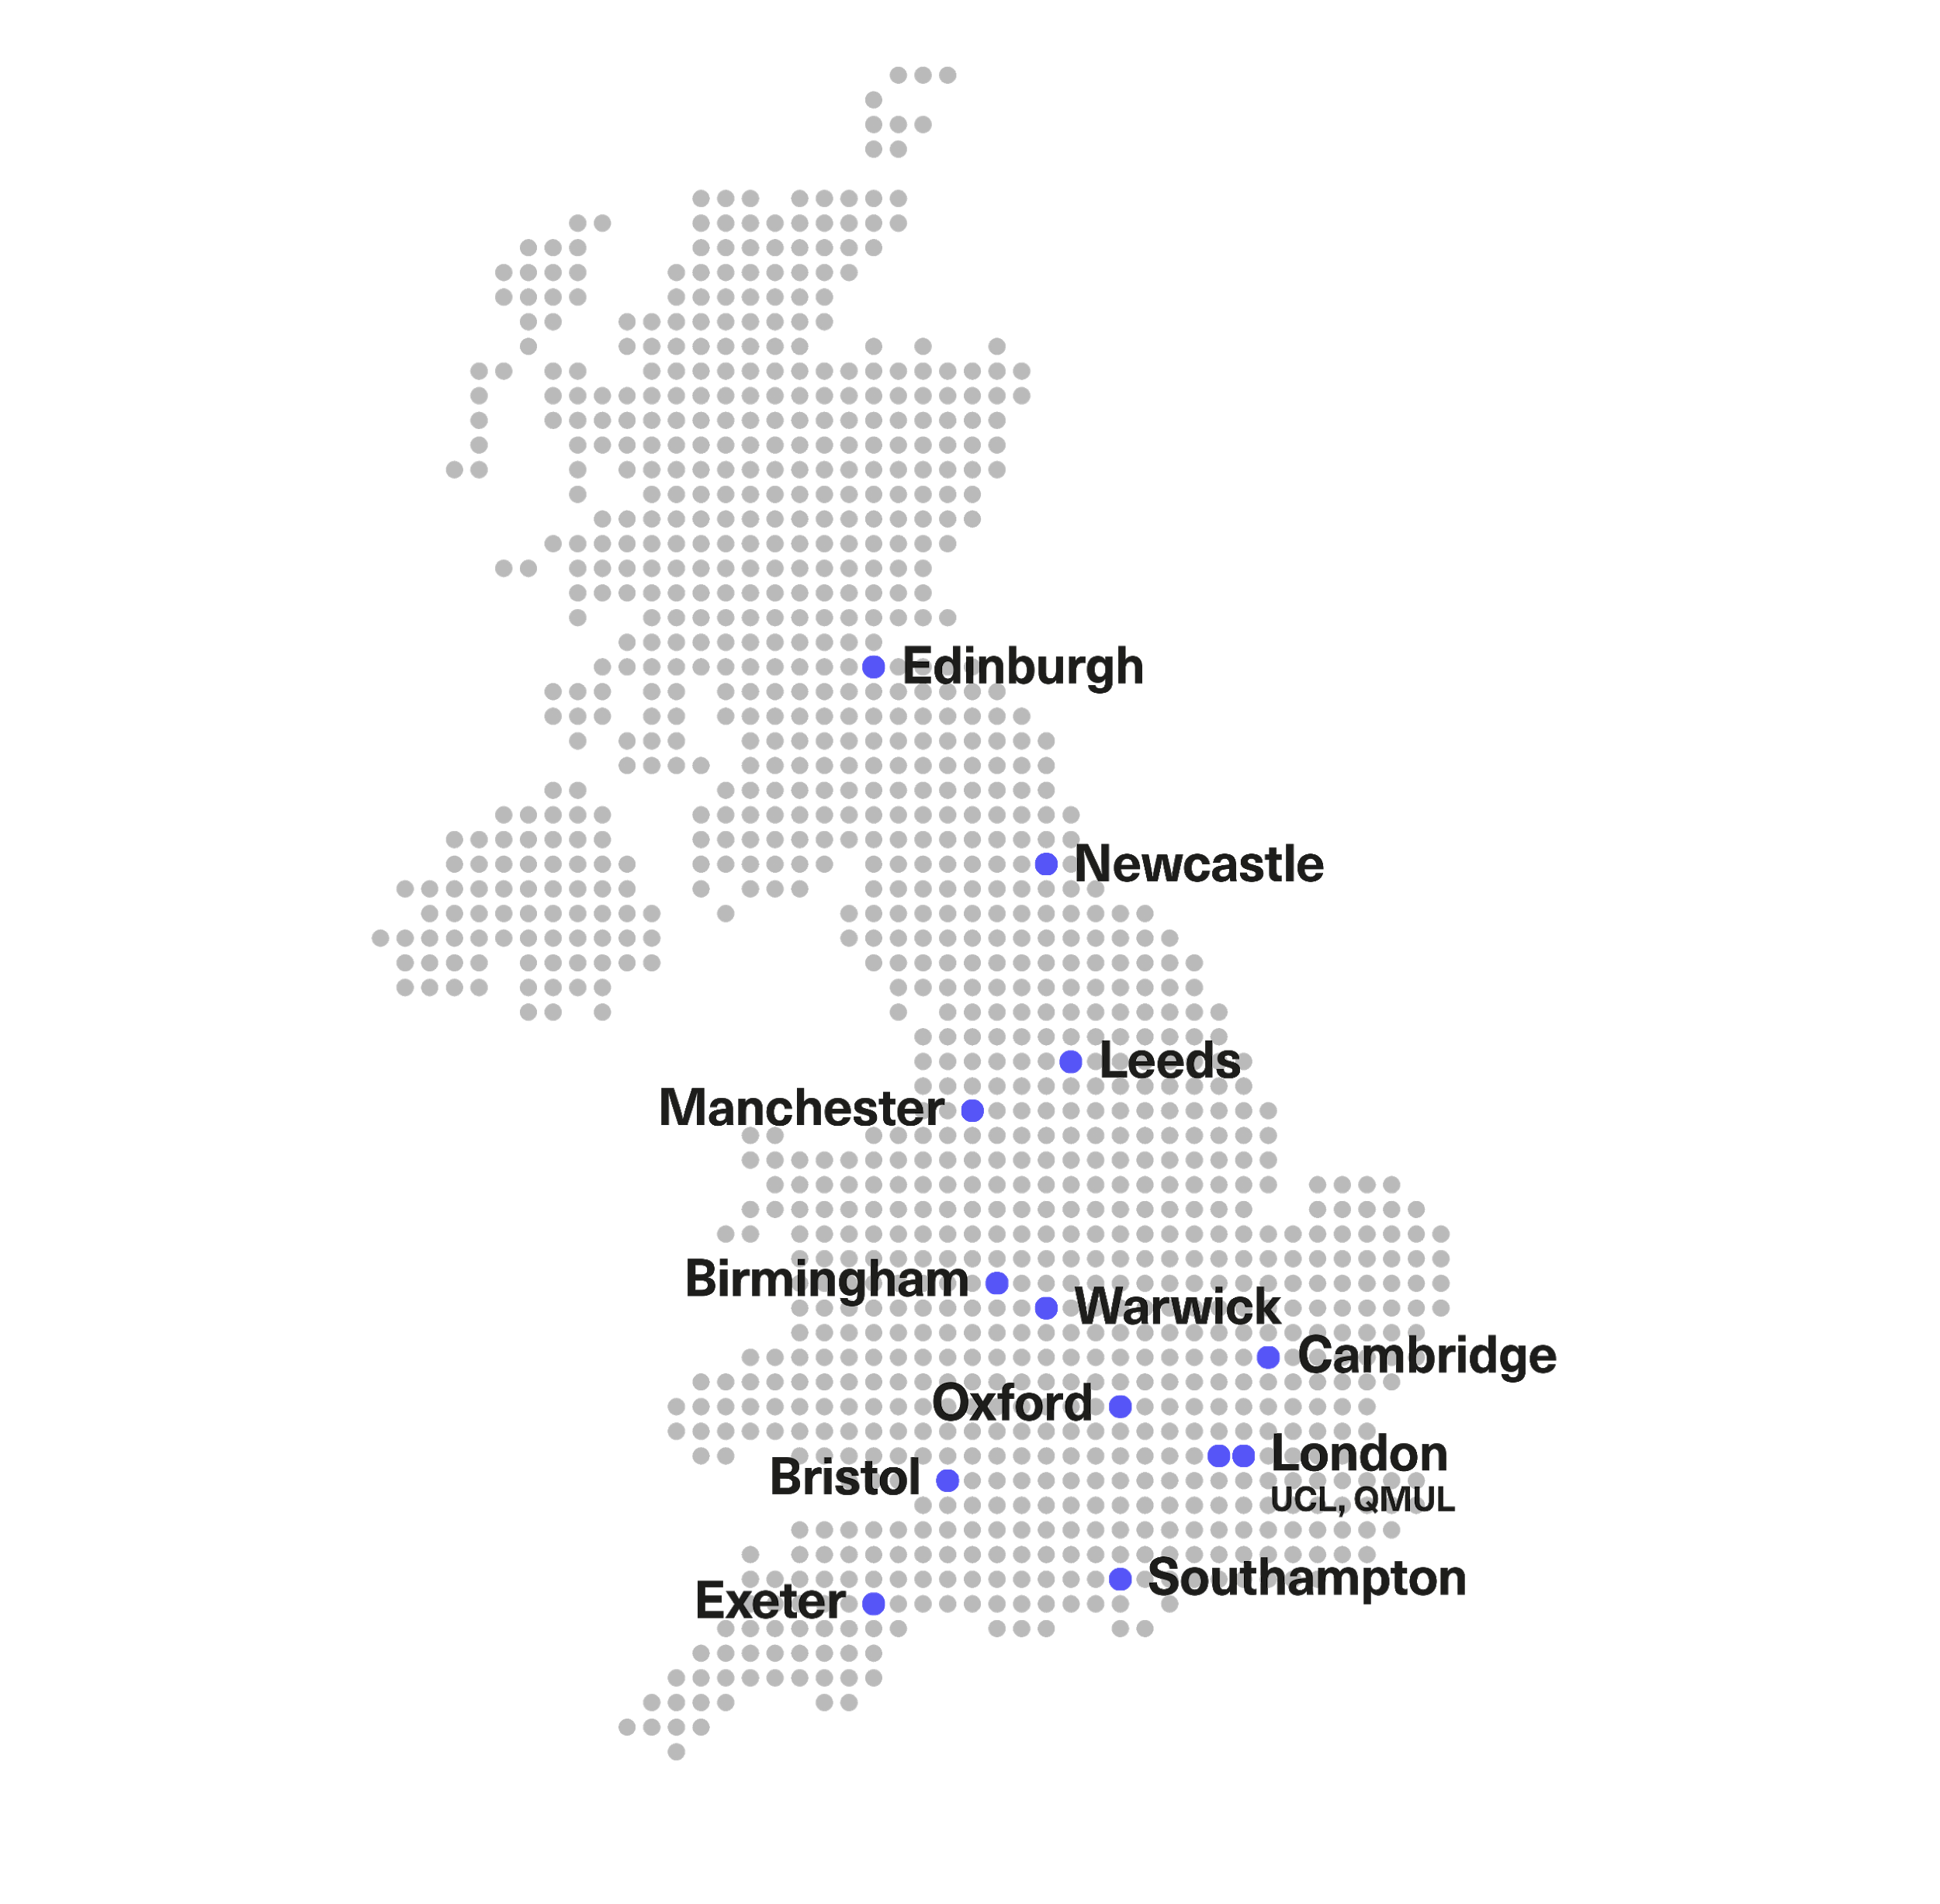 Edinburgh
Newcastle
Leeds
Manchester
Birmingham
Warwick
Cambridge
Oxford
London
UCL, QMUL
Bristol
Southampton
Exeter